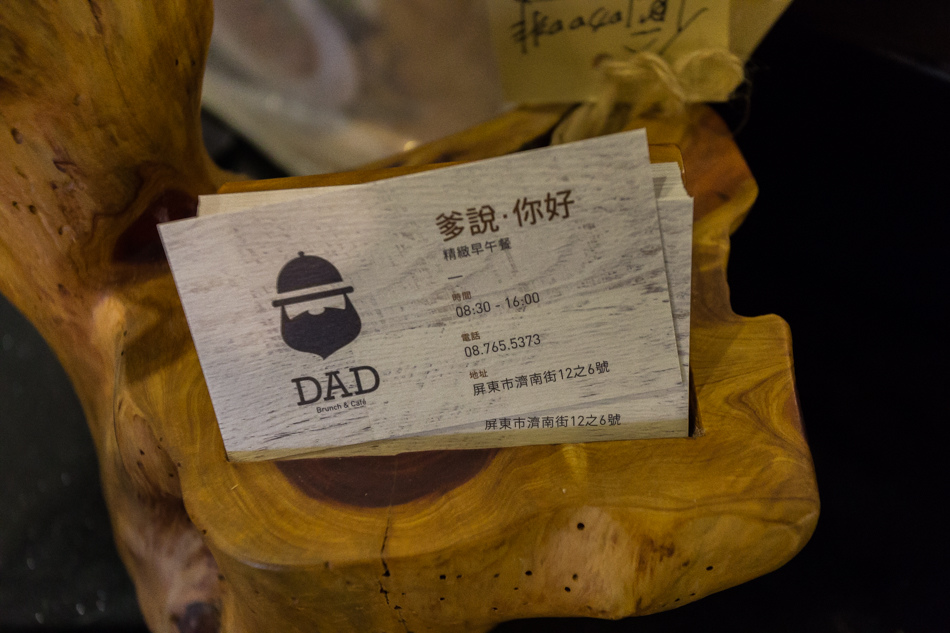 爹說·你好
精緻早午餐
時間
08:30 - 16:00
電話
08.765.5373
地址
屏東市濟南街12之6號
屏東市濟南街12之6號
DAD
Brunch & Café